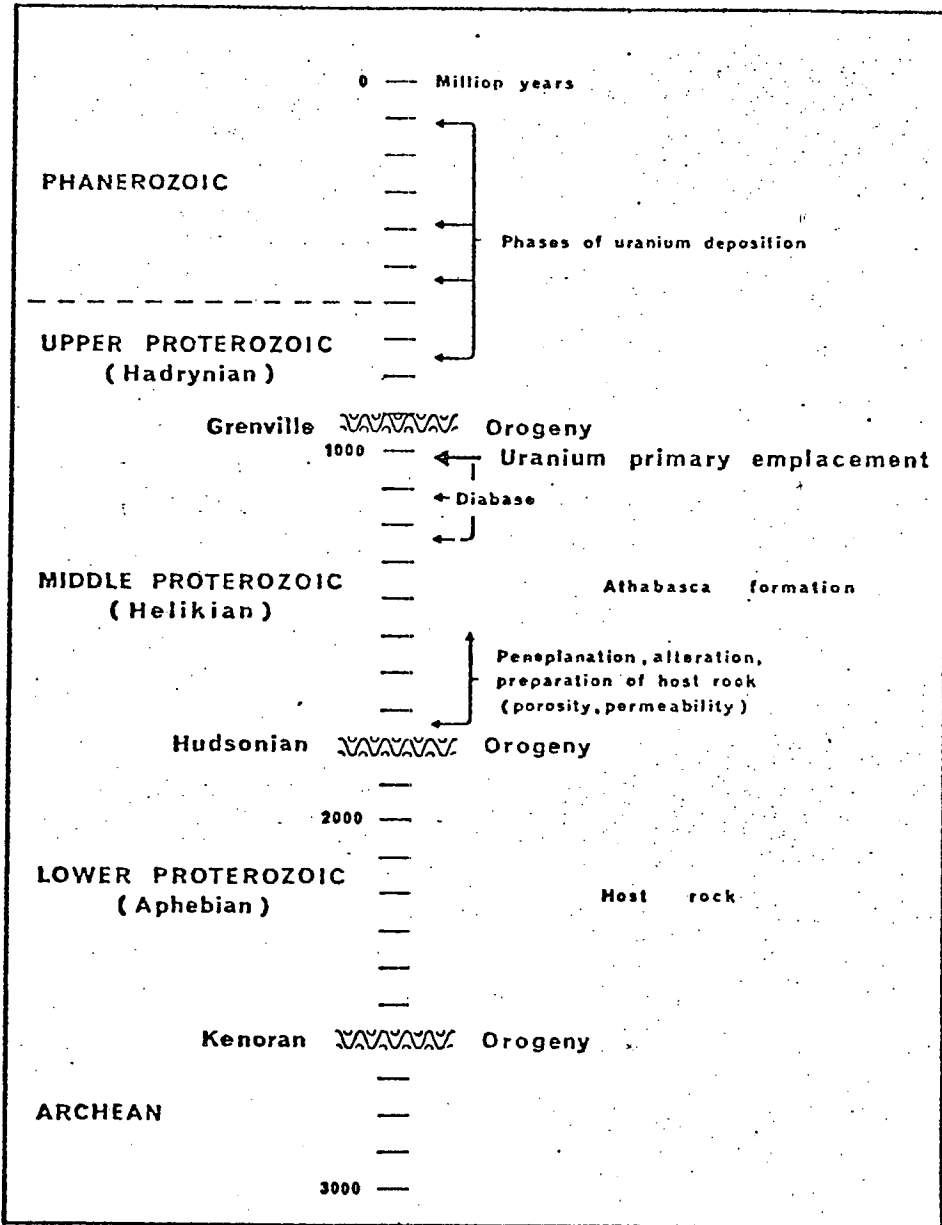 0 Million years
PHANEROZOIC
Phases of uranium deposition
UPPER PROTEROZOIC
(Hadrynian)
Grenville Orogeny
1000 Uranium primary emplacement
Diabase
MIDDLE PROTEROZOIC
(Helikian)
Athabasca formation
Peneplanation, alteration,
preparation of host rock
(porosity, permeability)
Hudsonian Orogeny
2000
LOWER PROTEROZOIC
(Aphebian)
Host rock
Kenoran Orogeny
ARCHEAN
3000